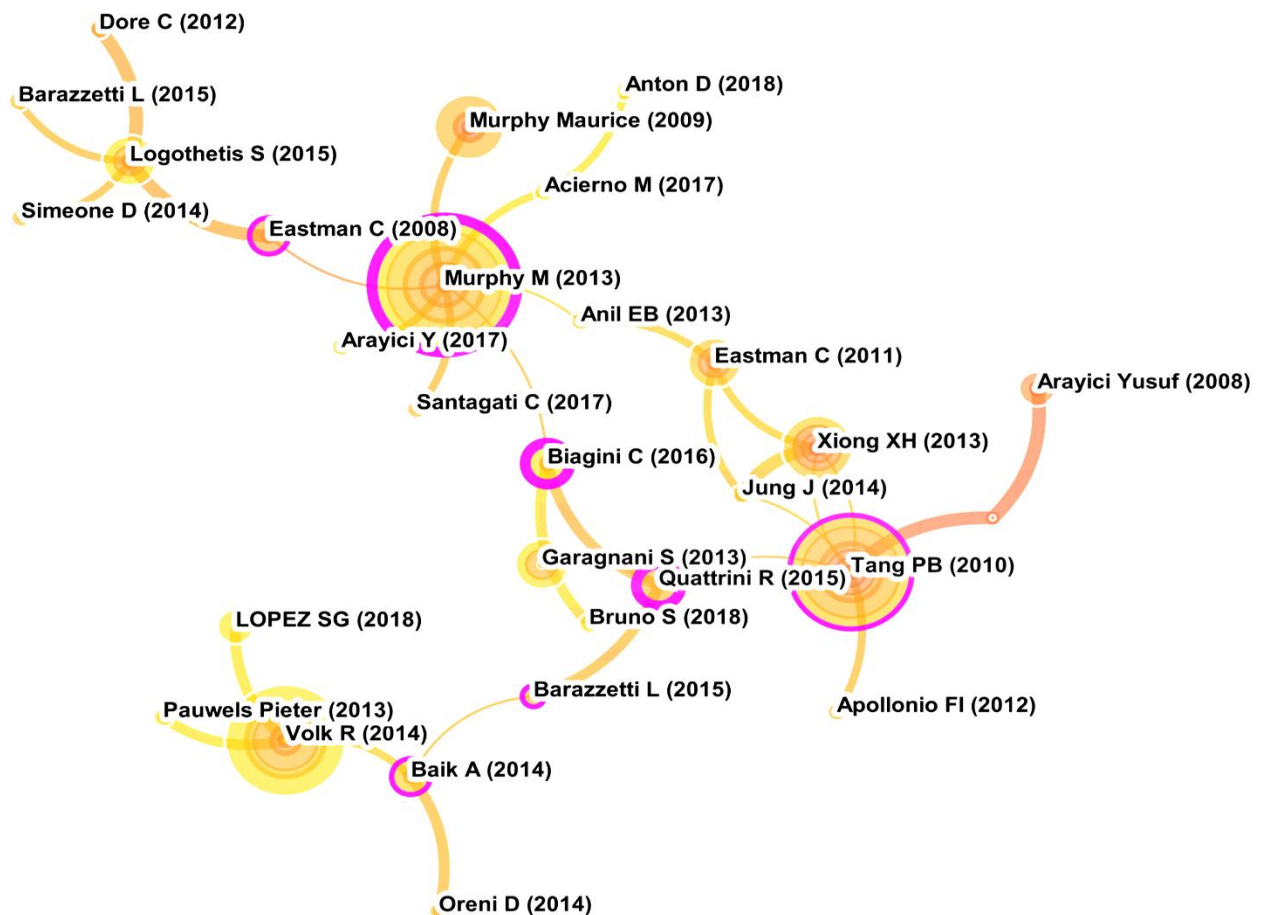 Dore C (2012)
Anton D (2018)
Barazzetti L (2015)
Murphy Maurice (2009)
Logothetis S (2015)
Acierno M (2017)
Simeone D (2014)
Eastman C (2008)
Murphy M (2013)
Anil EB (2013)
Arayici Y (2017)
Eastman C (2011)
Arayici Yusuf (2008)
Santagati C (2017)
Xiong XH (2013)
Biagini C (2016)
Jung J (2014)
Garagnani S (2013)
Tang PB (2010)
Quattrini R (2015)
Bruno S (2018)
LOPEZ SG (2018)
Barazzetti L (2015)
Apollonio FI (2012)
Pauwels Pieter (2013)
Volk R (2014)
Baik A (2014)
Oreni D (2014)